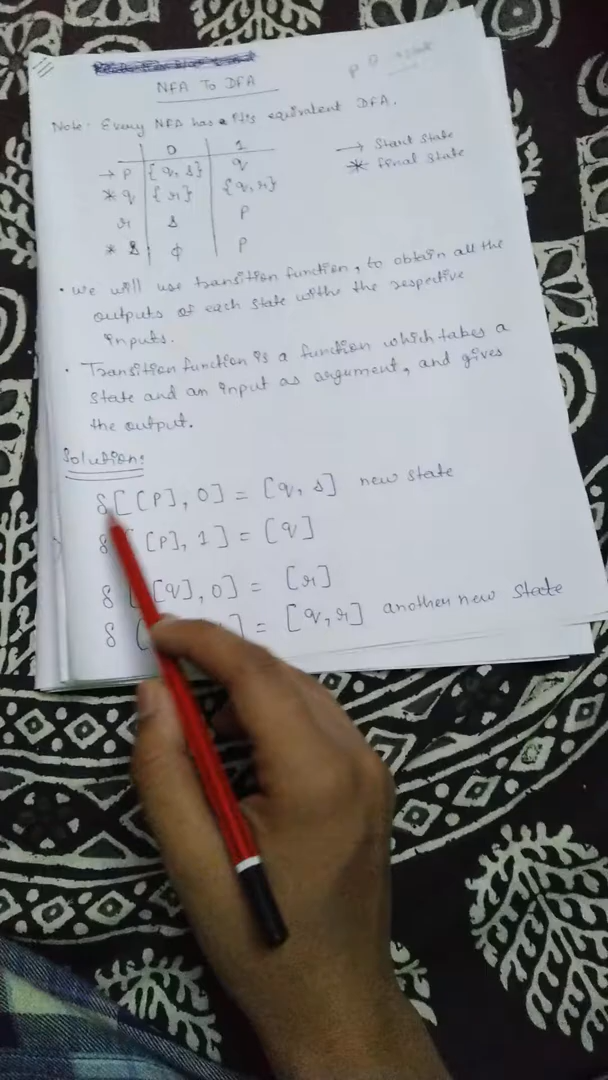 NFA To DFA
Note: Every NFA has a its equivalent DFA.
0 1
→ P {q, s} q
* q {r} {q, r}
r s P
* s ϕ P
→ Start state
* final state
• we will use transition function, to obtain all the
outputs of each state with the respective
inputs.
• Transition function is a function which takes a
state and an input as argument, and gives
the output.
Solution:
δ[[P], 0] = [q, s] new state
δ [P], 1] = [q]
δ [q], 0] = [r]
δ [ ] = [q, r] another new state